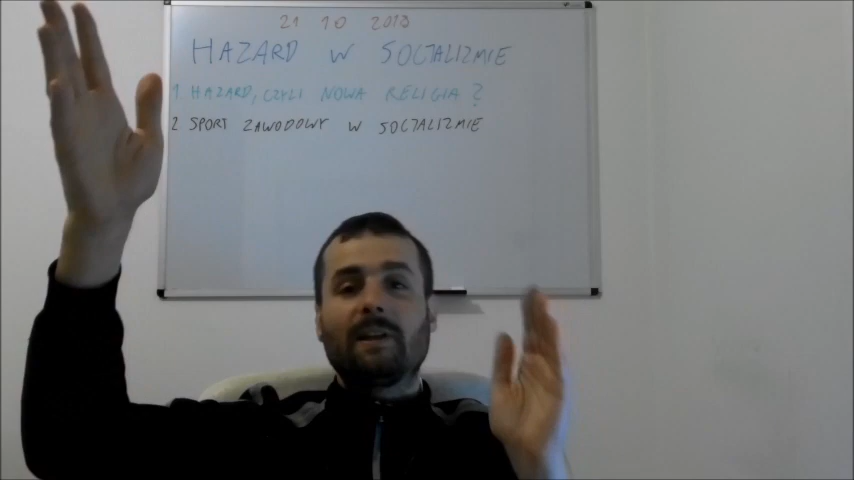 21 10 2013
HAZARD W SOCJALIZMIE
1 HAZARD, CZYLI NOWA RELIGIA ?
2 SPORT ZAWODOWY W SOCJALIZMIE